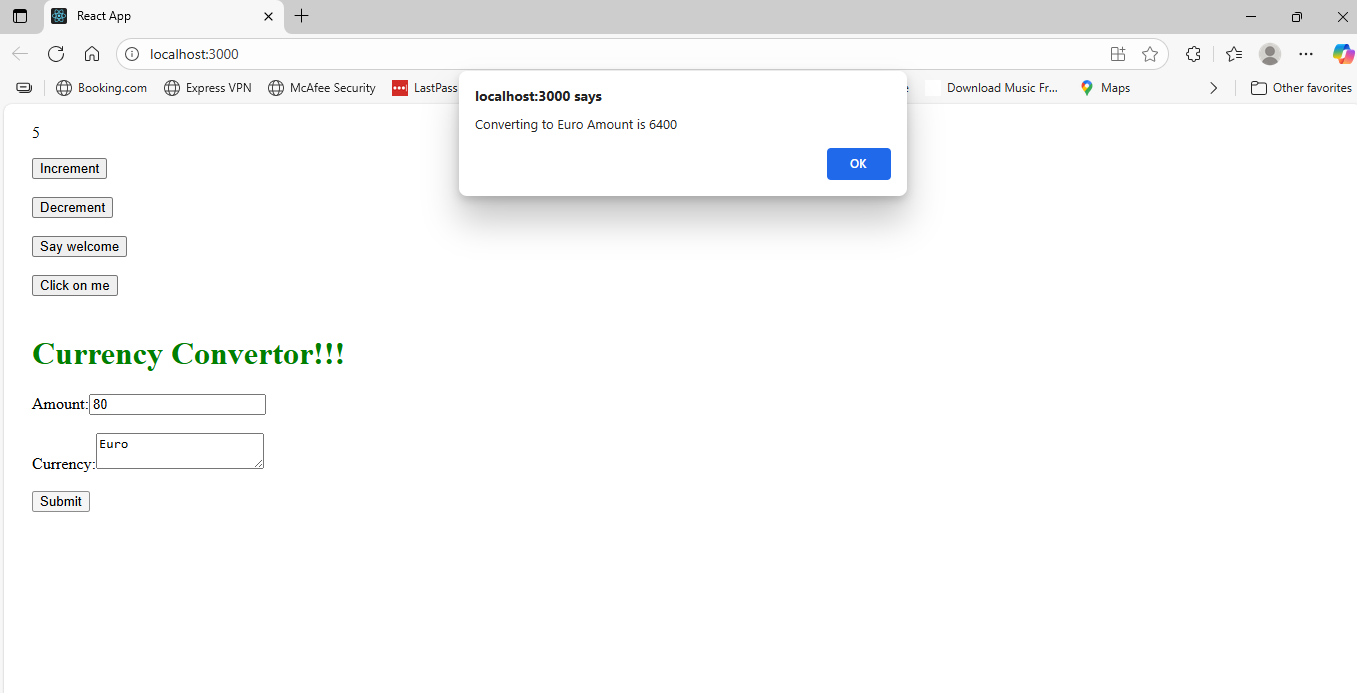 React App
localhost:3000
Booking.com
Express VPN
McAfee Security
LastPass
Download Music Fr...
Maps
Other favorites
localhost:3000 says
Converting to Euro Amount is 6400
OK
5
Increment
Decrement
Say welcome
Click on me
Currency Convertor!!!
Amount:80
Euro
Currency:
Submit